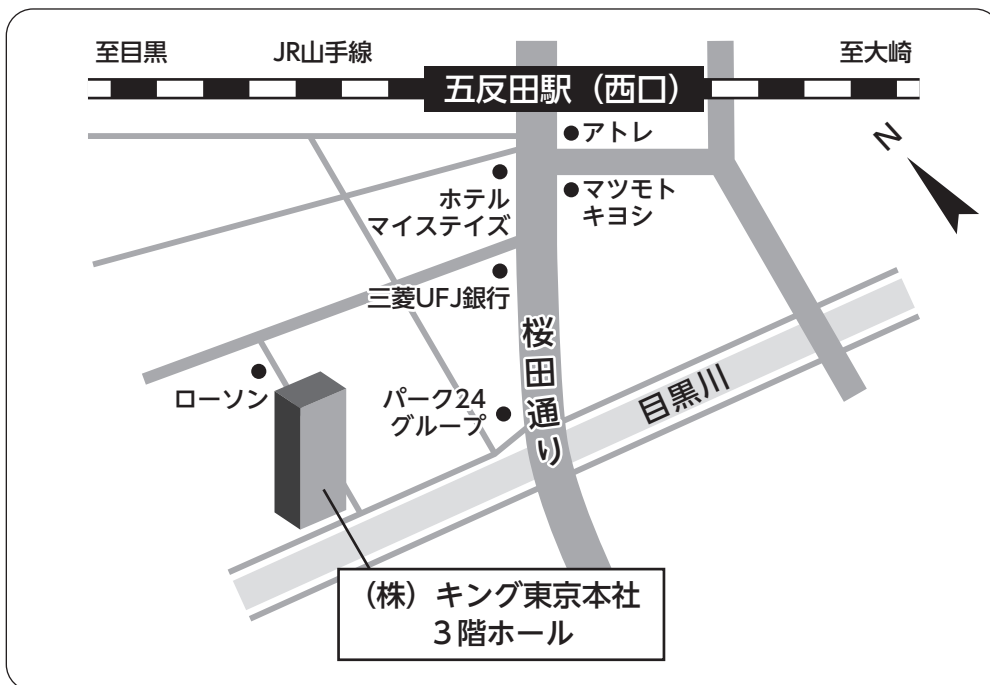 至目黒
JR山手線
至大崎
五反田駅（西口）
アトレ
N
ホテル
マイステイズ
マツモト
キヨシ
三菱UFJ銀行
桜田通り
目黒川
ローソン
パーク24
グループ
（株）キング東京本社
３階ホール